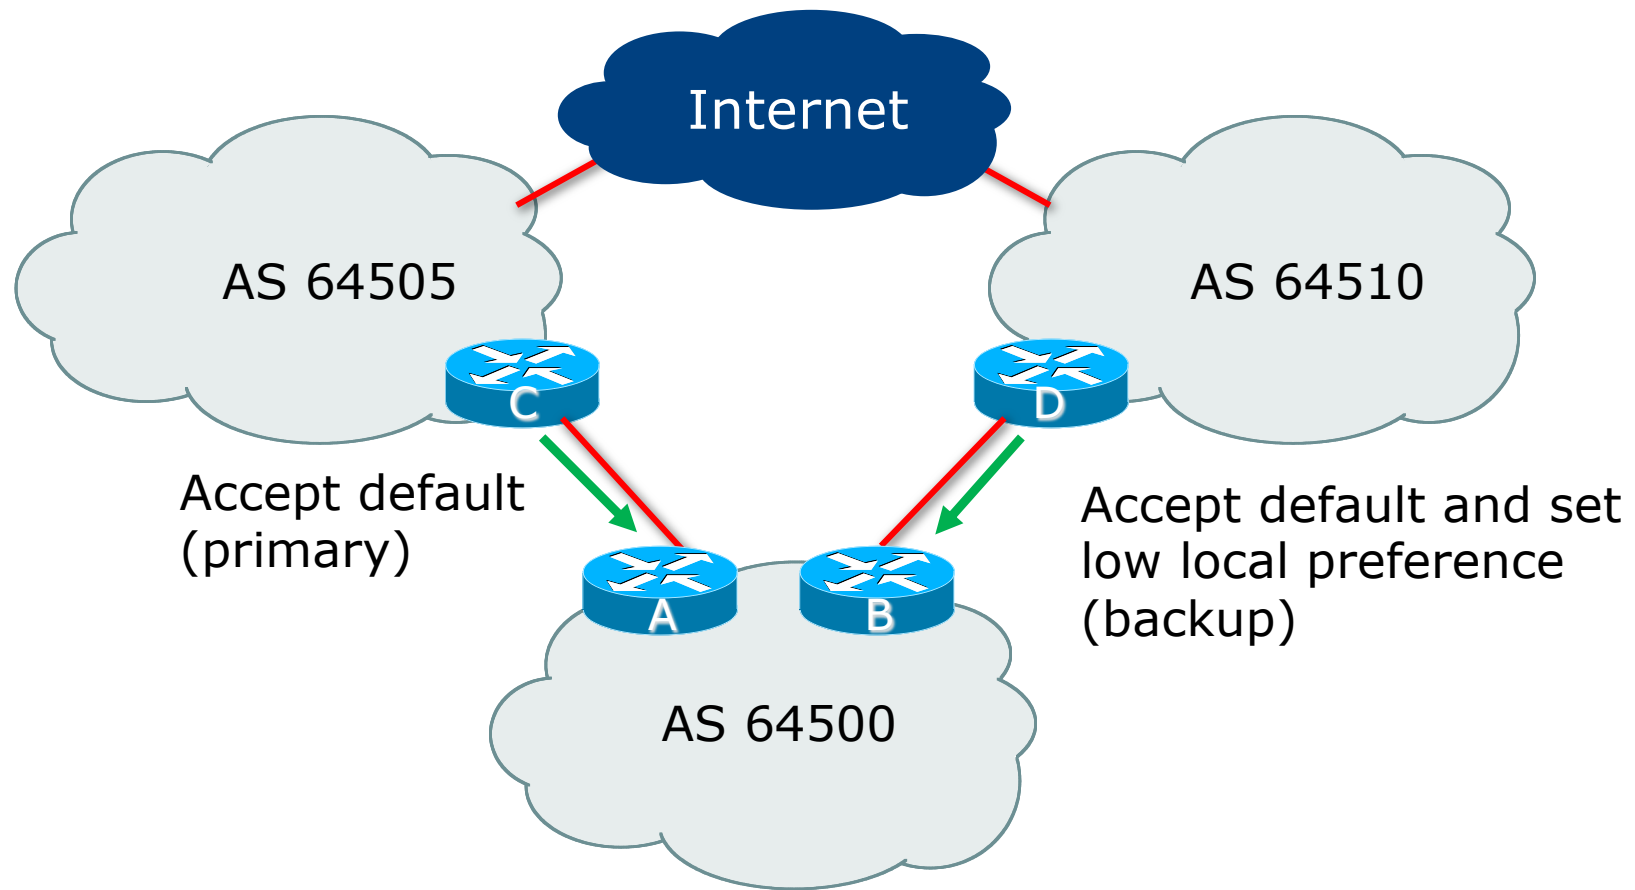 Internet
AS 64505
AS 64510
C
D
Accept default
(primary)
Accept default and set
low local preference
(backup)
A
B
AS 64500